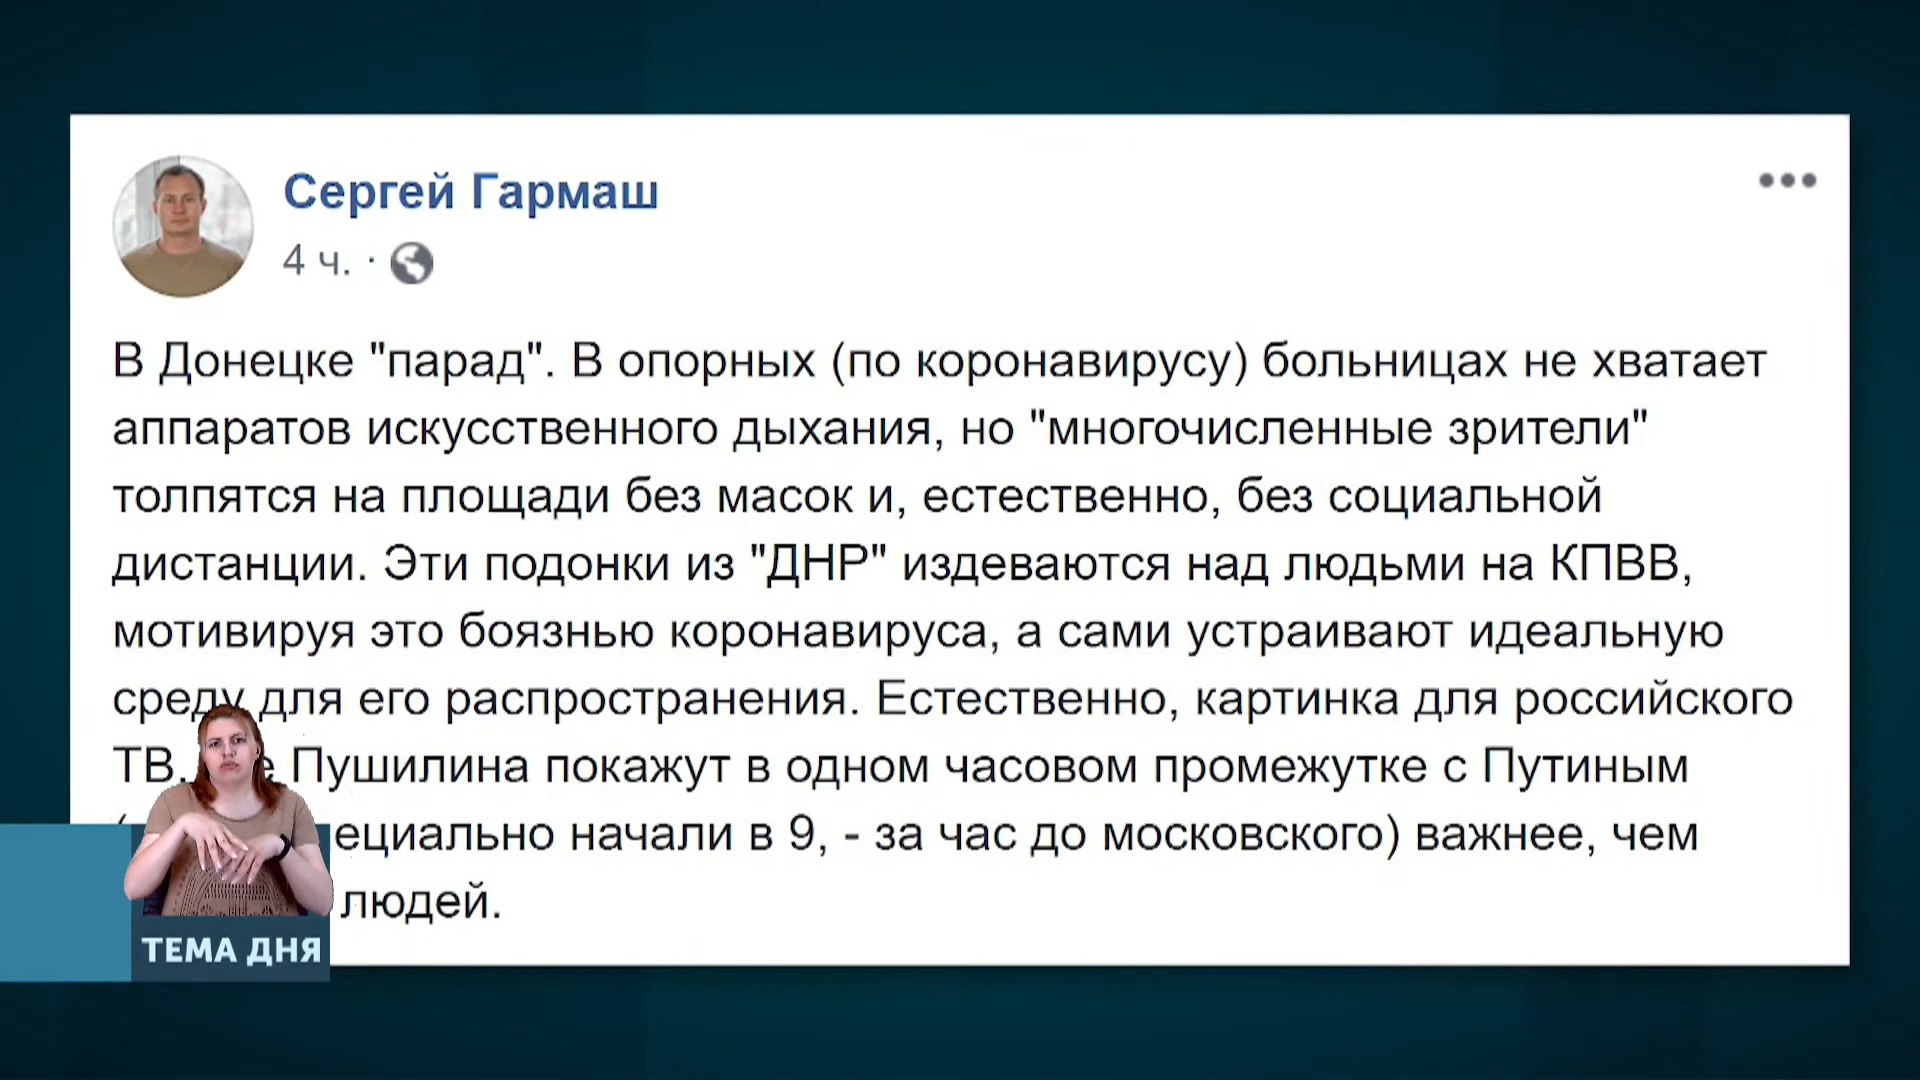 Сергей Гармаш
4 ч. ·
В Донецке "парад". В опорных (по коронавирусу) больницах не хватает
аппаратов искусственного дыхания, но "многочисленные зрители"
толпятся на площади без масок и, естественно, без социальной
дистанции. Эти подонки из "ДНР" издеваются над людьми на КПВВ,
мотивируя это боязнью коронавируса, а сами устраивают идеальную
среду для его распространения. Естественно, картинка для российского
ТВ, Пушилина покажут в одном часовом промежутке с Путиным
начали в 9, - за час до московского) важнее, чем
людей.
ТЕМА ДНЯ